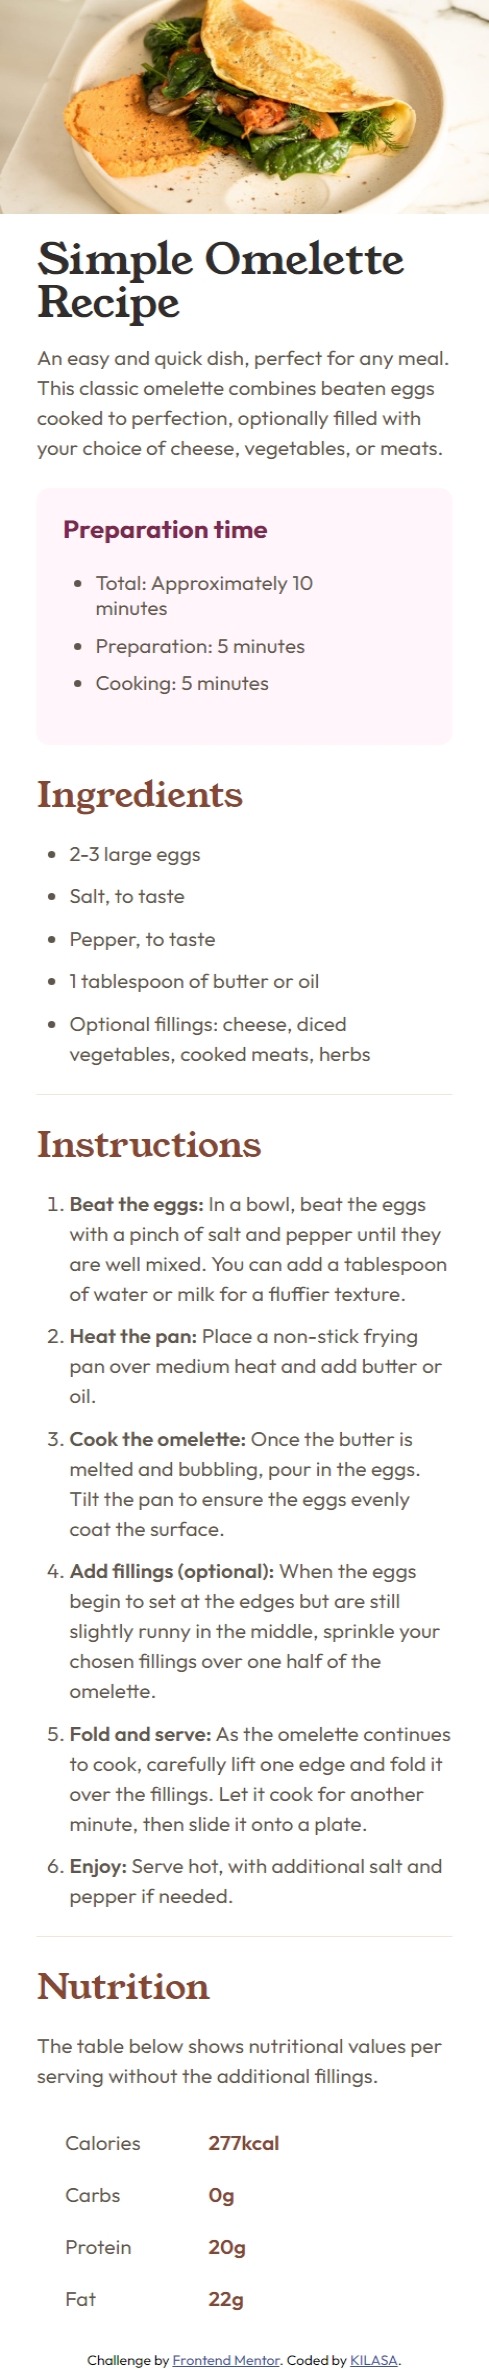 Simple Omelette
Recipe
An easy and quick dish, perfect for any meal.
This classic omelette combines beaten eggs
cooked to perfection, optionally filled with
your choice of cheese, vegetables, or meats.
Preparation time
• Total: Approximately 10
minutes
• Preparation: 5 minutes
• Cooking: 5 minutes
Ingredients
• 2-3 large eggs
• Salt, to taste
• Pepper, to taste
• 1 tablespoon of butter or oil
• Optional fillings: cheese, diced
vegetables, cooked meats, herbs
Instructions
1. Beat the eggs: In a bowl, beat the eggs
with a pinch of salt and pepper until they
are well mixed. You can add a tablespoon
of water or milk for a fluffier texture.
2. Heat the pan: Place a non-stick frying
pan over medium heat and add butter or
oil.
3. Cook the omelette: Once the butter is
melted and bubbling, pour in the eggs.
Tilt the pan to ensure the eggs evenly
coat the surface.
4. Add fillings (optional): When the eggs
begin to set at the edges but are still
slightly runny in the middle, sprinkle your
chosen fillings over one half of the
omelette.
5. Fold and serve: As the omelette continues
to cook, carefully lift one edge and fold it
over the fillings. Let it cook for another
minute, then slide it onto a plate.
6. Enjoy: Serve hot, with additional salt and
pepper if needed.
Nutrition
The table below shows nutritional values per
serving without the additional fillings.
Calories 277kcal
Carbs 0g
Protein 20g
Fat 22g
Challenge by Frontend Mentor. Coded by KILASA.